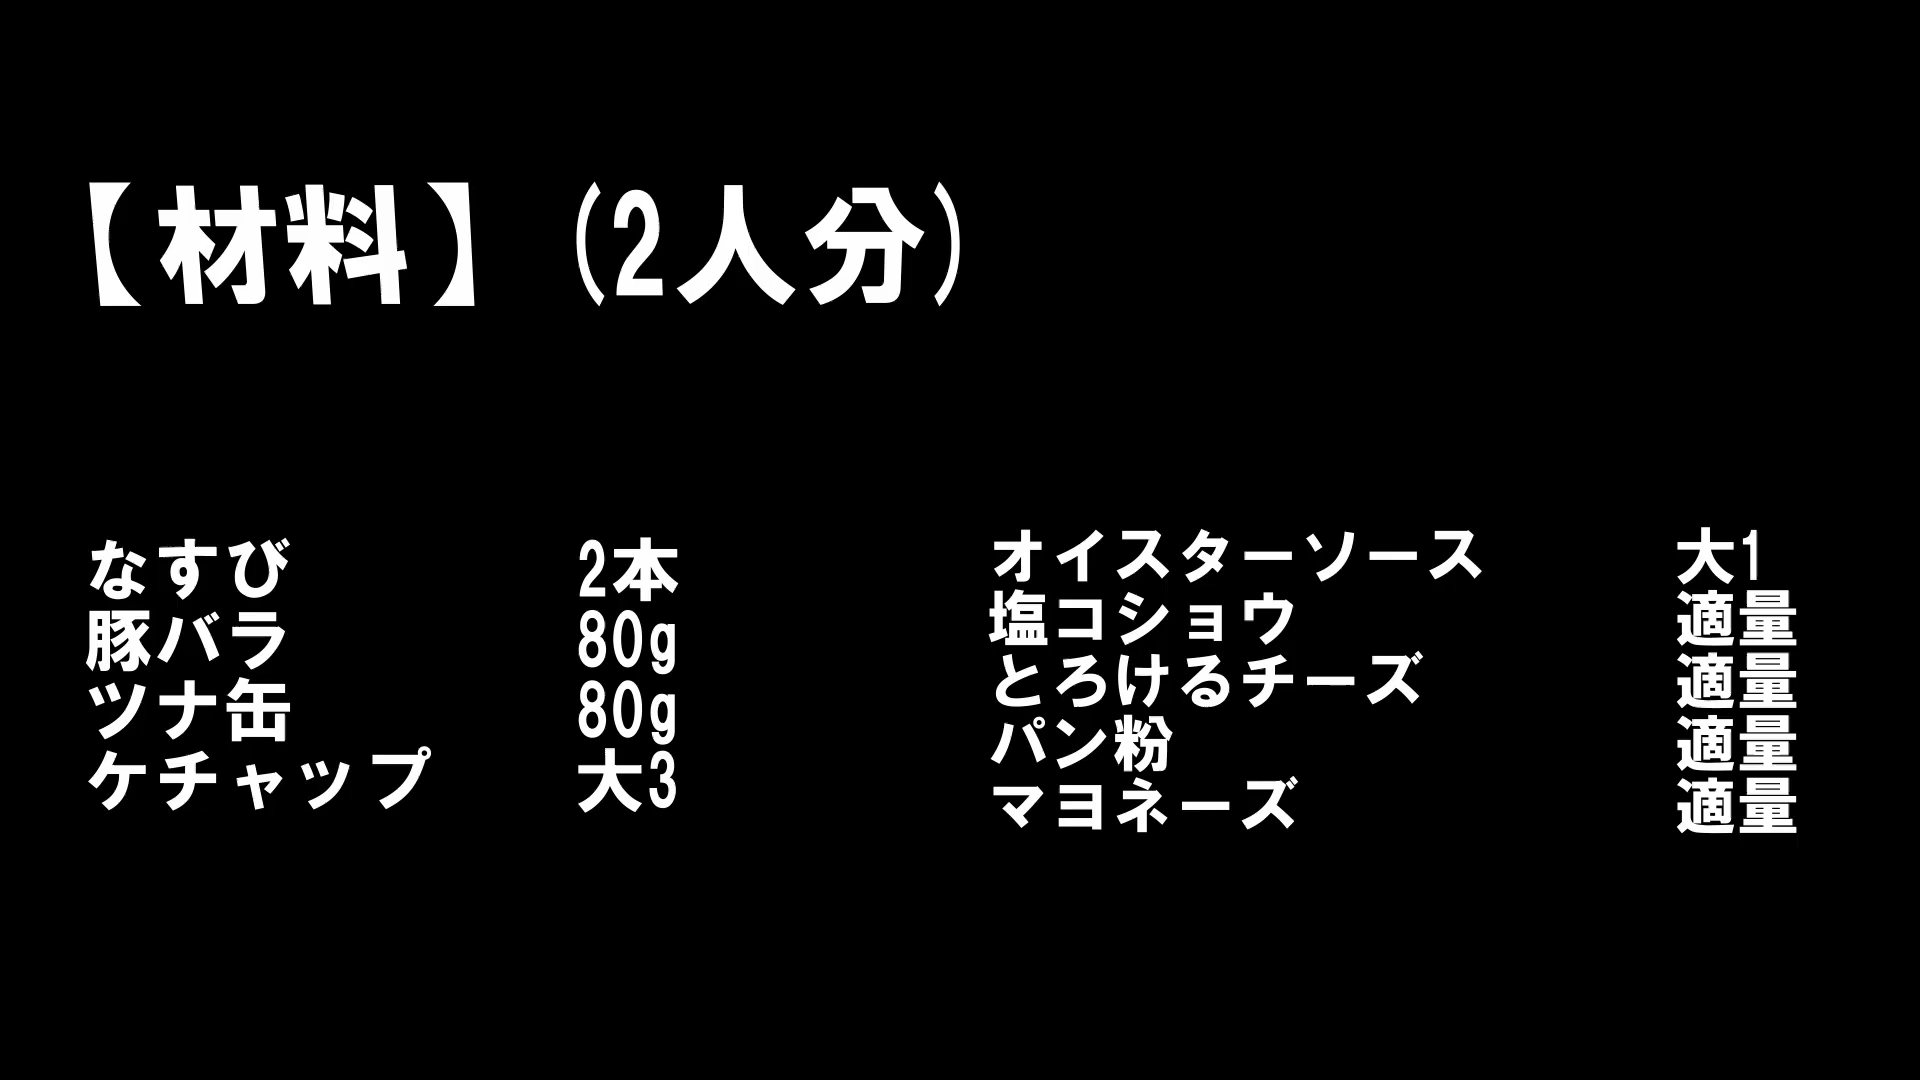 【材料】(2人分)
なすび 2本
豚バラ 80g
ツナ缶 80g
ケチャップ 大3
オイスターソース 大1
塩コショウ 適量
とろけるチーズ 適量
パン粉 適量
マヨネーズ 適量